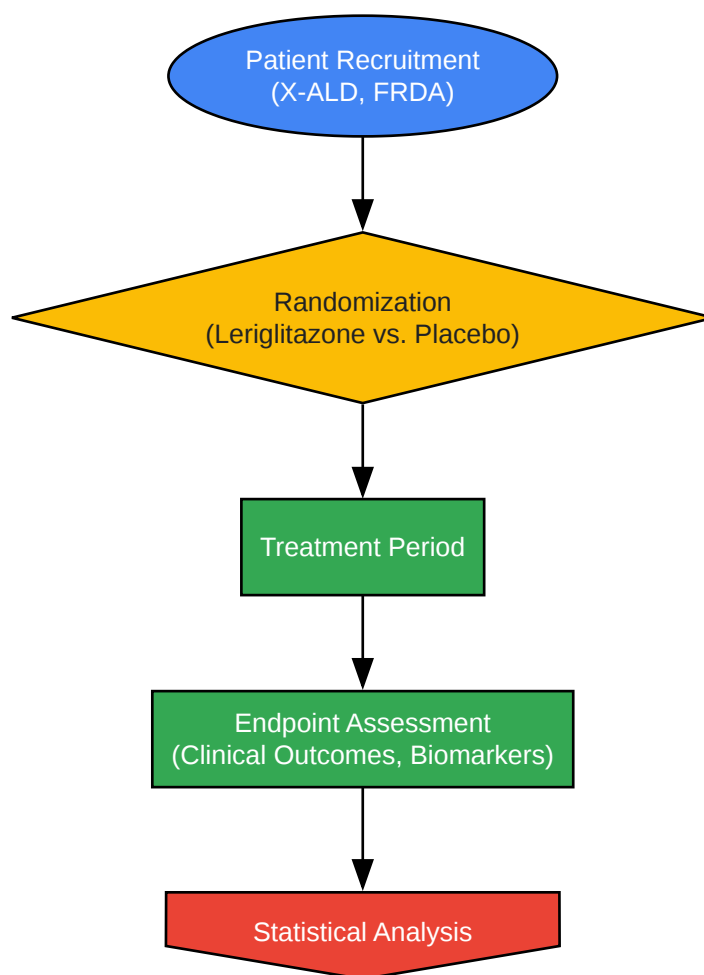 Patient Recruitment
(X-ALD, FRDA)
Randomization
(Leriglitazone vs. Placebo)
Treatment Period
Endpoint Assessment
(Clinical Outcomes, Biomarkers)
Statistical Analysis